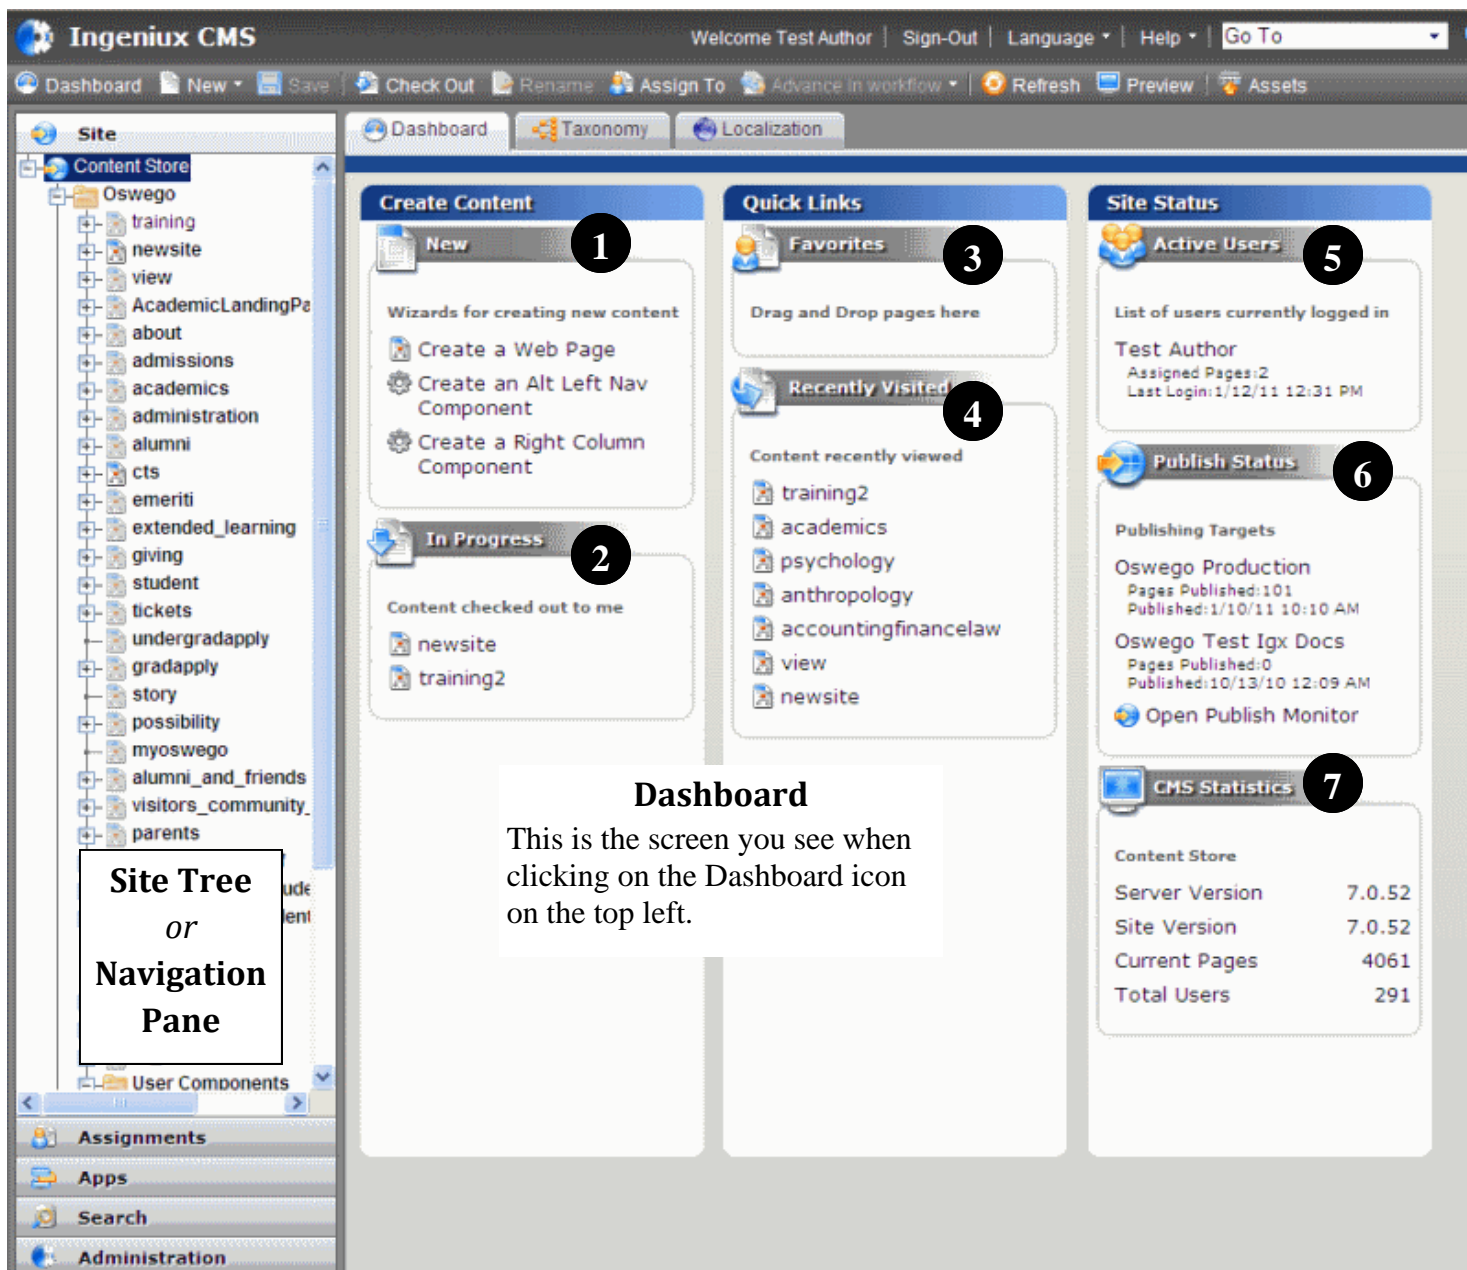 Ingeniux CMS
Welcome Test Author | Sign-Out | Language | Help | Go To
Dashboard New Save Check Out Rename Assign To Advance in workflow Refresh Preview Assets
Site
Content Store
Oswego
training
newsite
view
AcademicLandingPa
about
admissions
academics
administration
alumni
cts
emeriti
extended_learning
giving
student
tickets
undergradapply
gradapply
story
possibility
myoswego
alumni_and_friends
visitors_community_
parents
ude
dent
Site Tree
or
Navigation
Pane
User Components
Assignments
Apps
Search
Administration
Dashboard Taxonomy Localization
Create Content
New 1
Wizards for creating new content
Create a Web Page
Create an Alt Left Nav
Component
Create a Right Column
Component
In Progress 2
Content checked out to me
newsite
training2
Quick Links
Favorites 3
Drag and Drop pages here
Recently Visited 4
Content recently viewed
training2
academics
psychology
anthropology
accountingfinancelaw
view
newsite
Dashboard
This is the screen you see when
clicking on the Dashboard icon
on the top left.
Site Status
Active Users 5
List of users currently logged in
Test Author
Assigned Pages:2
Last Login:1/12/11 12:31 PM
Publish Status 6
Publishing Targets
Oswego Production
Pages Published:101
Published:1/10/11 10:10 AM
Oswego Test Igx Docs
Pages Published:0
Published:10/13/10 12:09 AM
Open Publish Monitor
CMS Statistics 7
Content Store
Server Version 7.0.52
Site Version 7.0.52
Current Pages 4061
Total Users 291